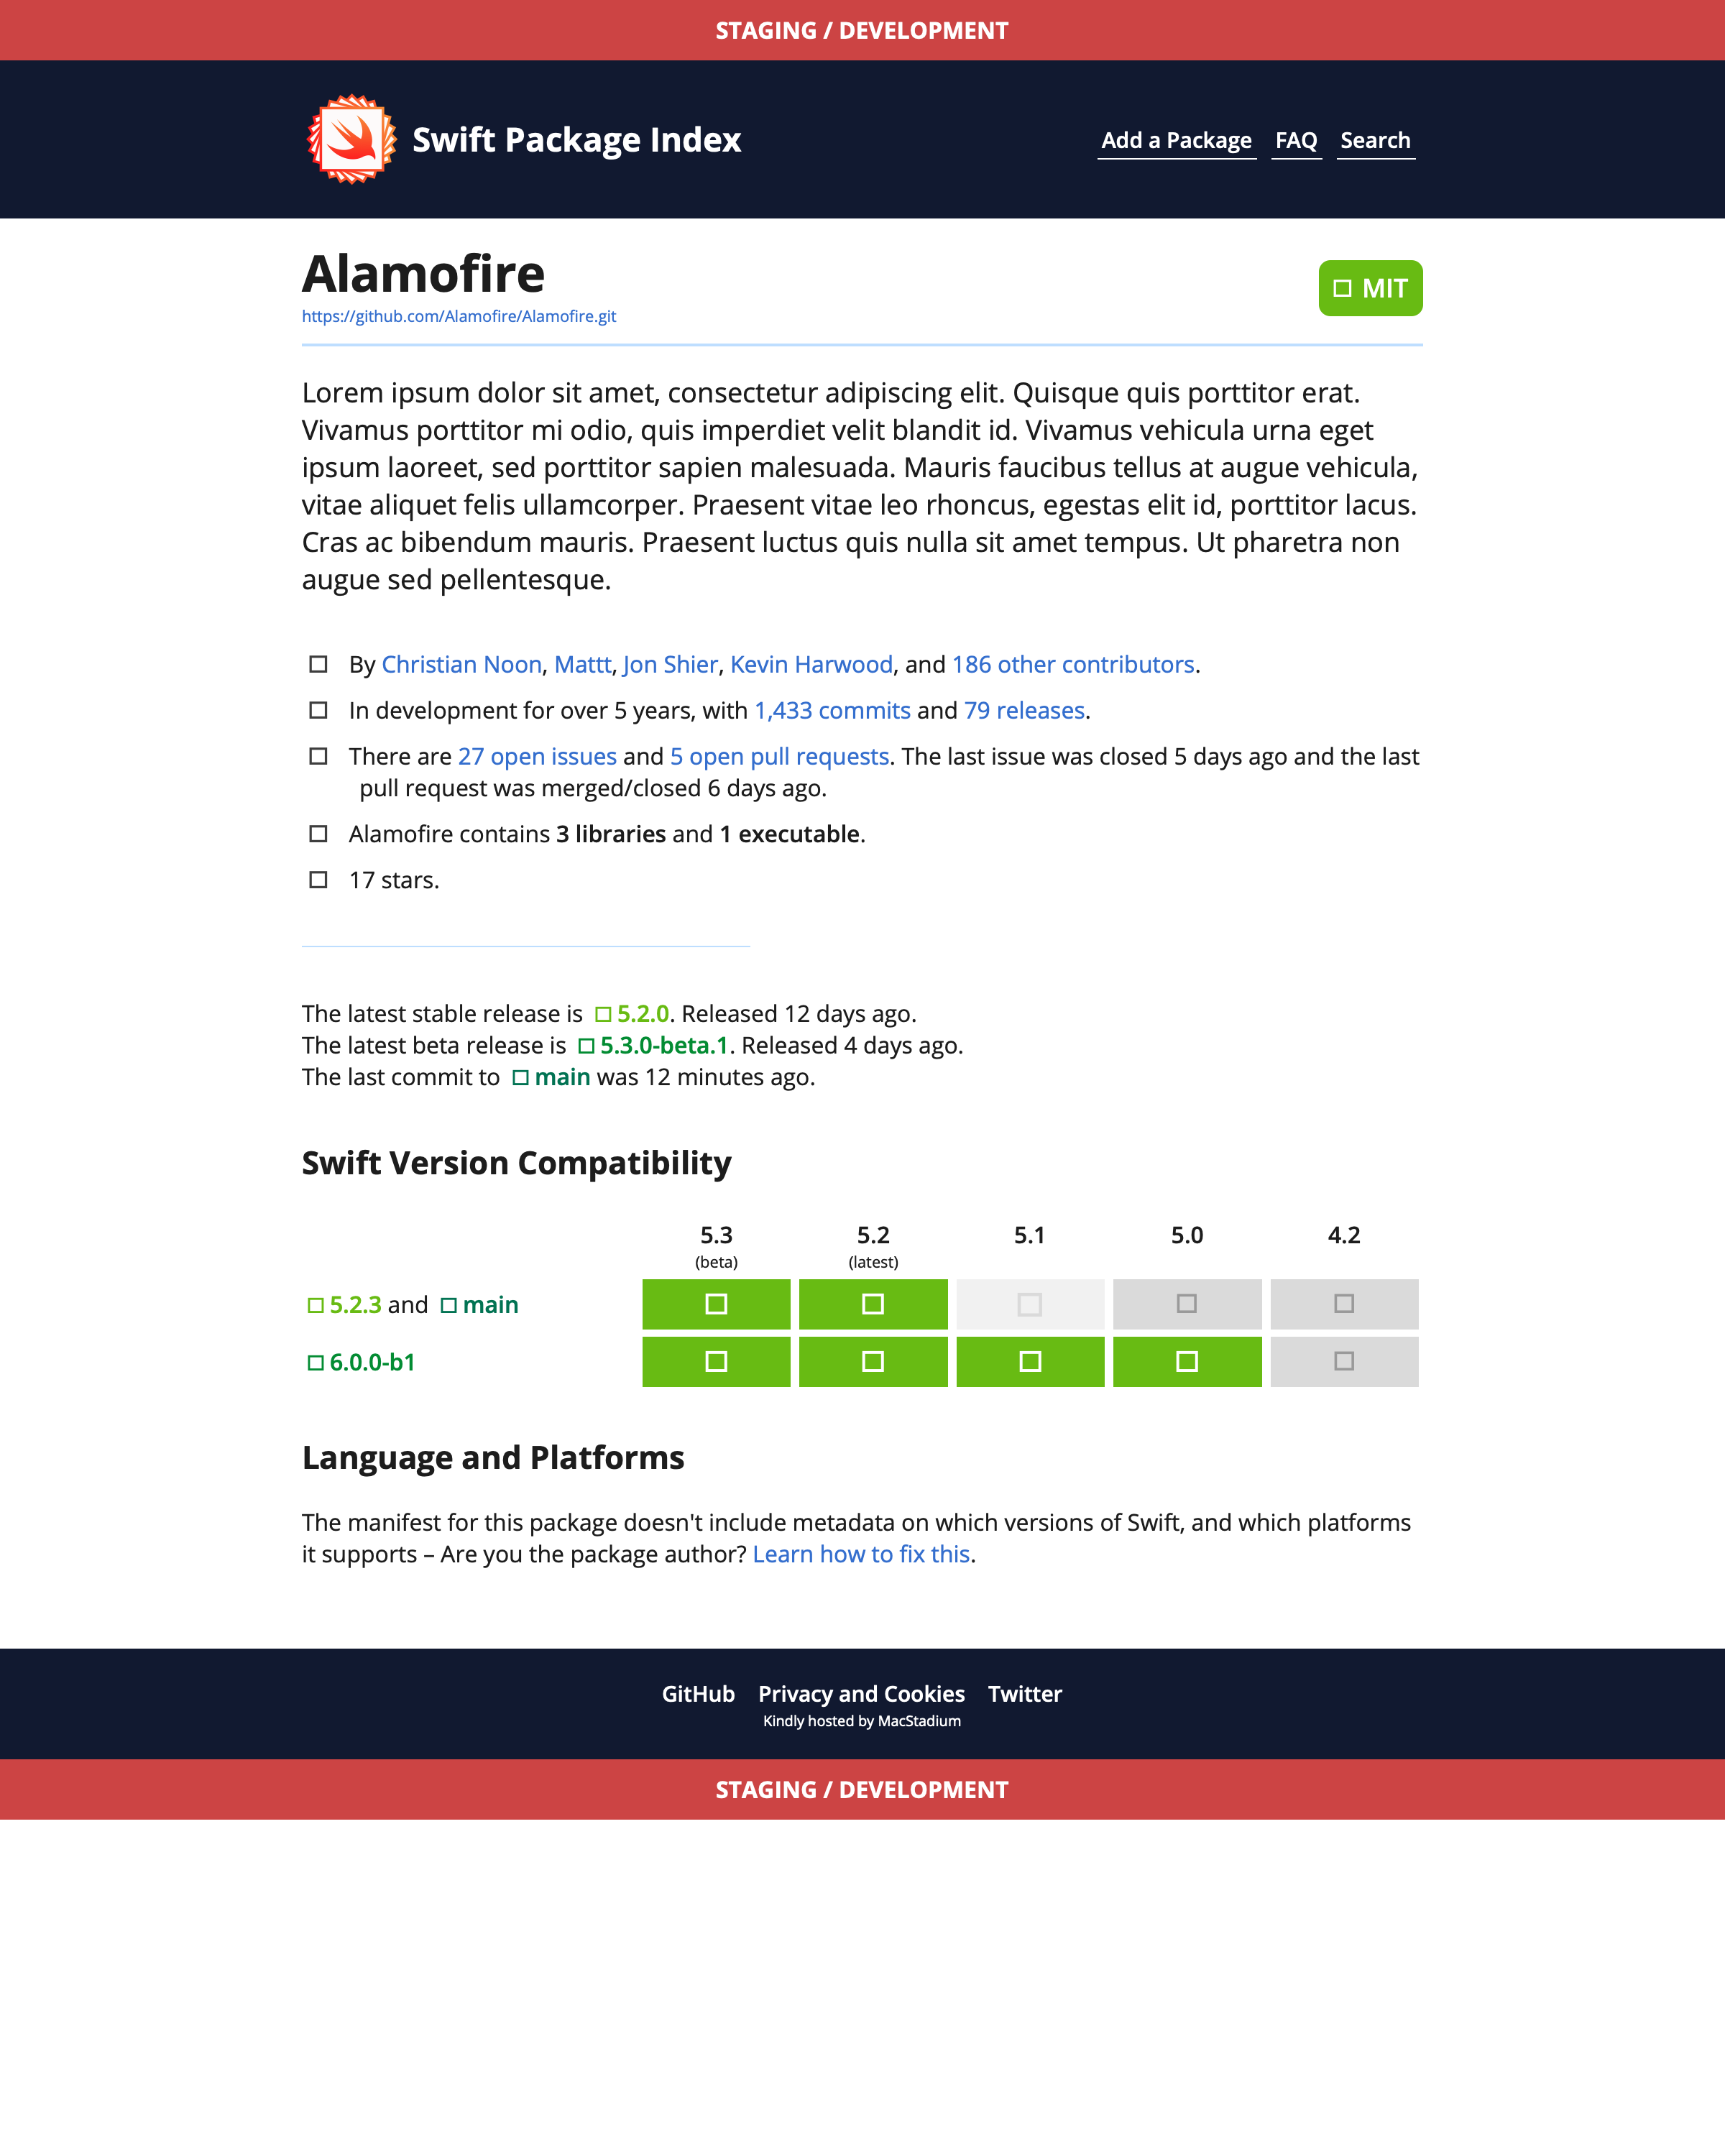 STAGING / DEVELOPMENT
Swift Package Index
Add a Package FAQ Search
Alamofire
MIT
https://github.com/Alamofire/Alamofire.git
Lorem ipsum dolor sit amet, consectetur adipiscing elit. Quisque quis porttitor erat.
Vivamus porttitor mi odio, quis imperdiet velit blandit id. Vivamus vehicula urna eget
ipsum laoreet, sed porttitor sapien malesuada. Mauris faucibus tellus at augue vehicula,
vitae aliquet felis ullamcorper. Praesent vitae leo rhoncus, egestas elit id, porttitor lacus.
Cras ac bibendum mauris. Praesent luctus quis nulla sit amet tempus. Ut pharetra non
augue sed pellentesque.
By Christian Noon, Mattt, Jon Shier, Kevin Harwood, and 186 other contributors.
In development for over 5 years, with 1,433 commits and 79 releases.
There are 27 open issues and 5 open pull requests. The last issue was closed 5 days ago and the last
pull request was merged/closed 6 days ago.
Alamofire contains 3 libraries and 1 executable.
17 stars.
The latest stable release is 5.2.0. Released 12 days ago.
The latest beta release is 5.3.0-beta.1. Released 4 days ago.
The last commit to main was 12 minutes ago.
Swift Version Compatibility
5.3 5.2 5.1 5.0 4.2
(beta) (latest)
5.2.3 and main
6.0.0-b1
Language and Platforms
The manifest for this package doesn't include metadata on which versions of Swift, and which platforms
it supports – Are you the package author? Learn how to fix this.
GitHub Privacy and Cookies Twitter
Kindly hosted by MacStadium
STAGING / DEVELOPMENT